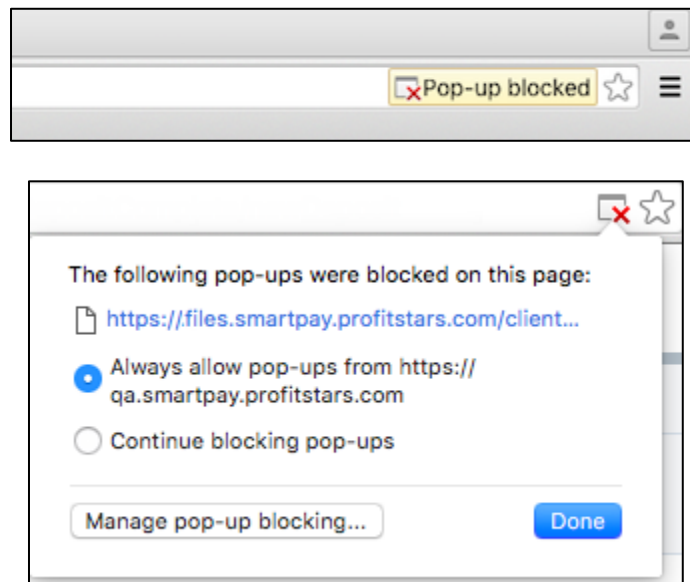 Pop-up blocked
The following pop-ups were blocked on this page:
https://files.smartpay.profitstars.com/client...
Always allow pop-ups from https://
qa.smartpay.profitstars.com
Continue blocking pop-ups
Manage pop-up blocking...
Done